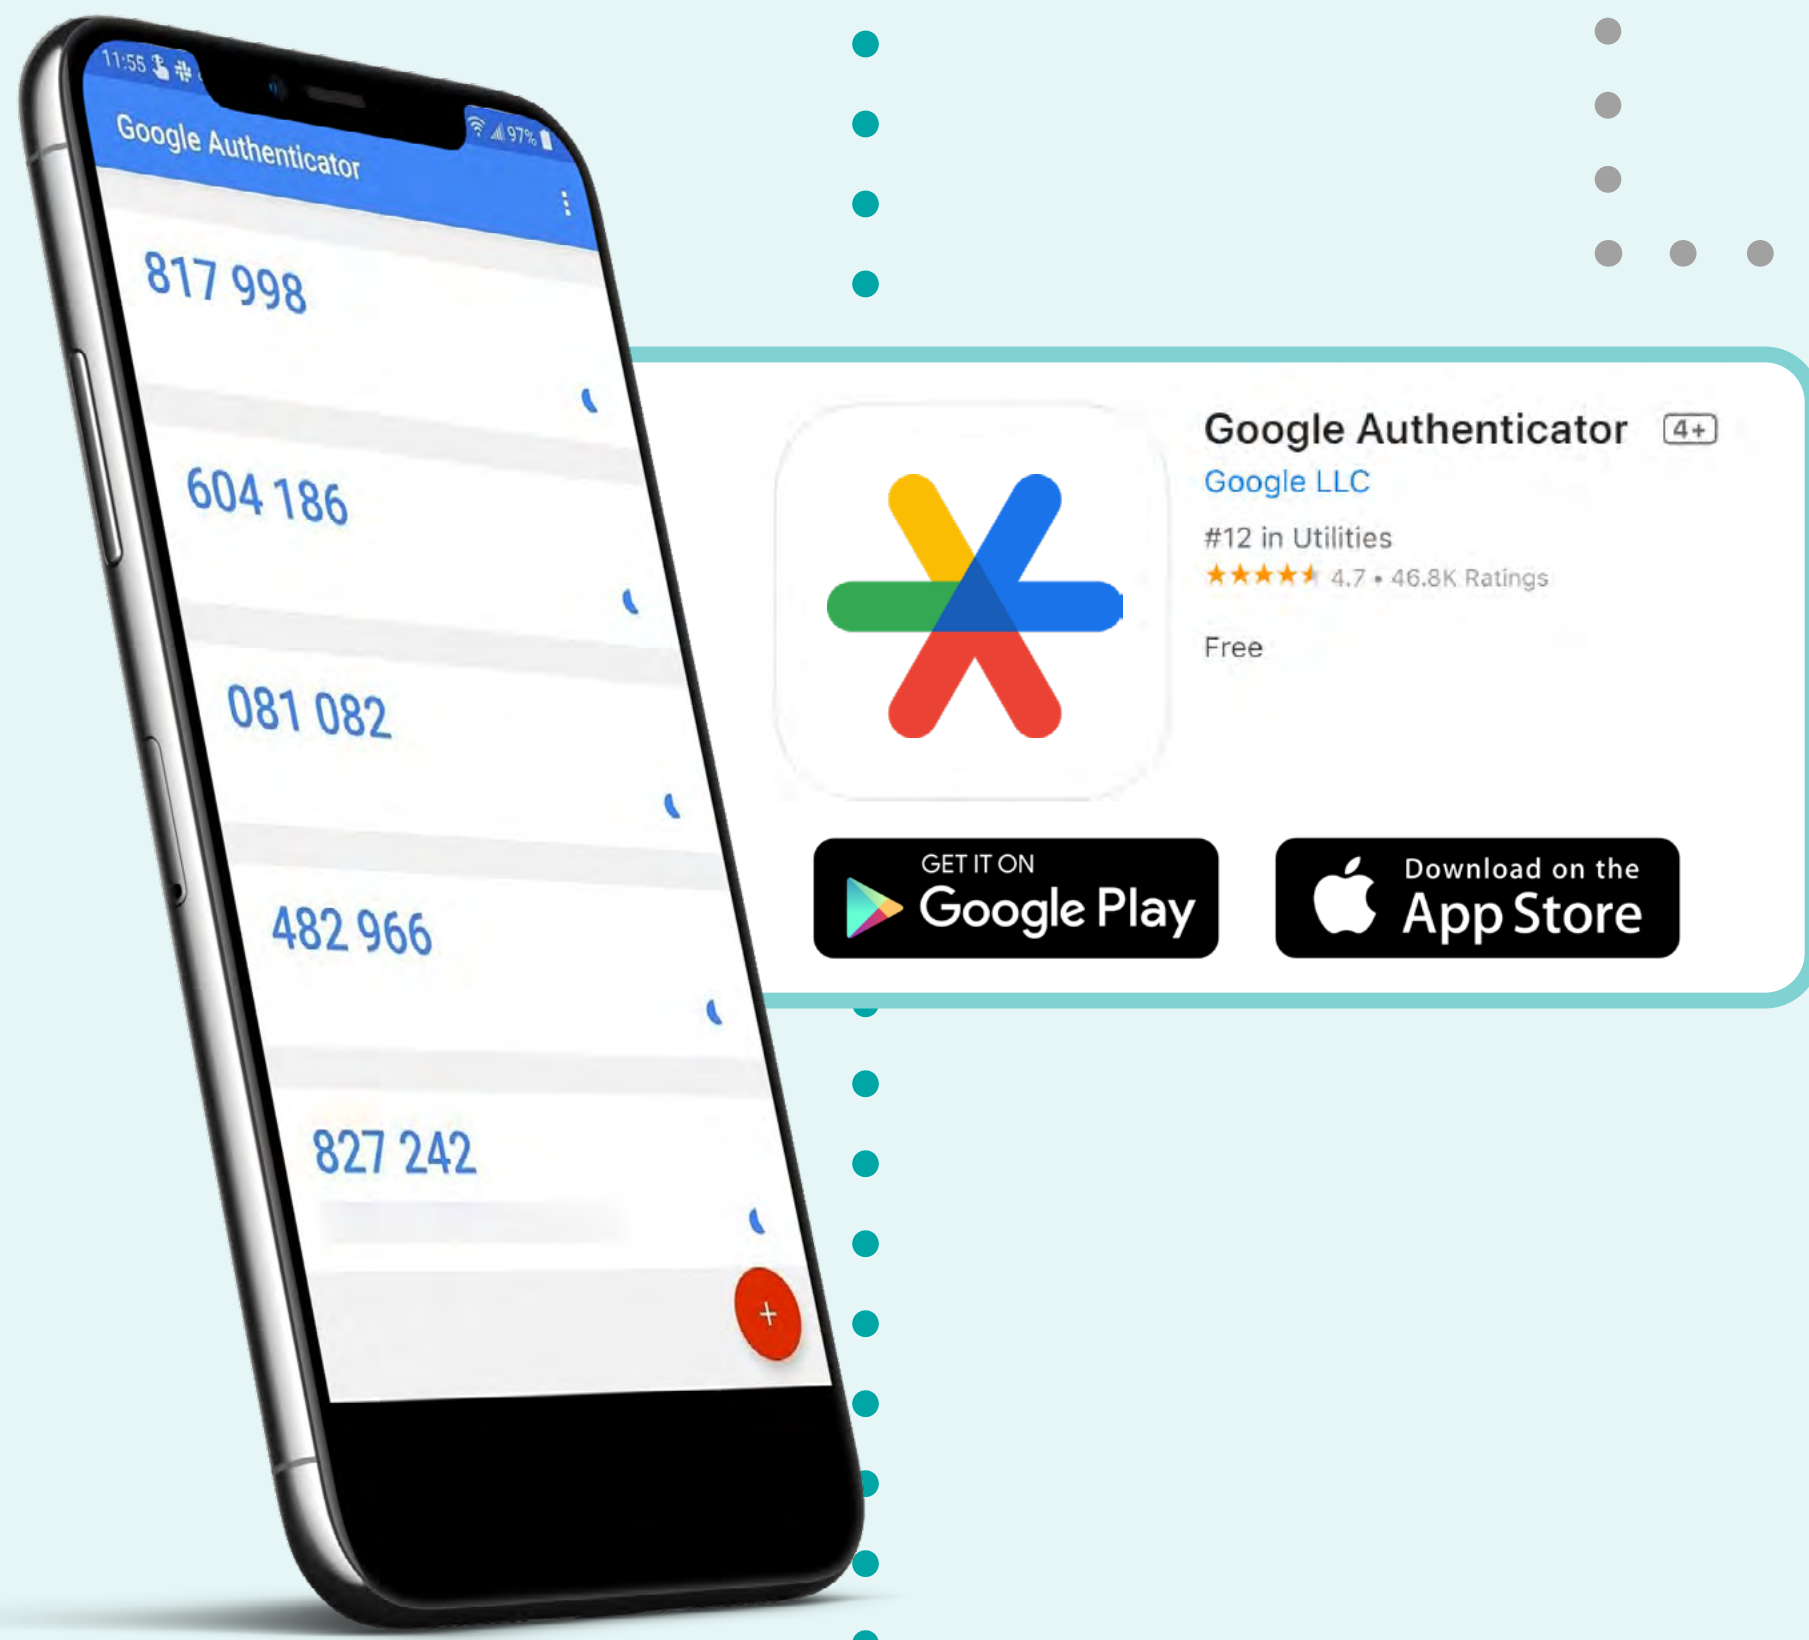 11:55
97%
Google Authenticator
817 998
604 186
081 082
482 966
827 242
+
Google Authenticator 4+
Google LLC
#12 in Utilities
4.7 • 46.8K Ratings
Free
GET IT ON
Google Play
Download on the
App Store